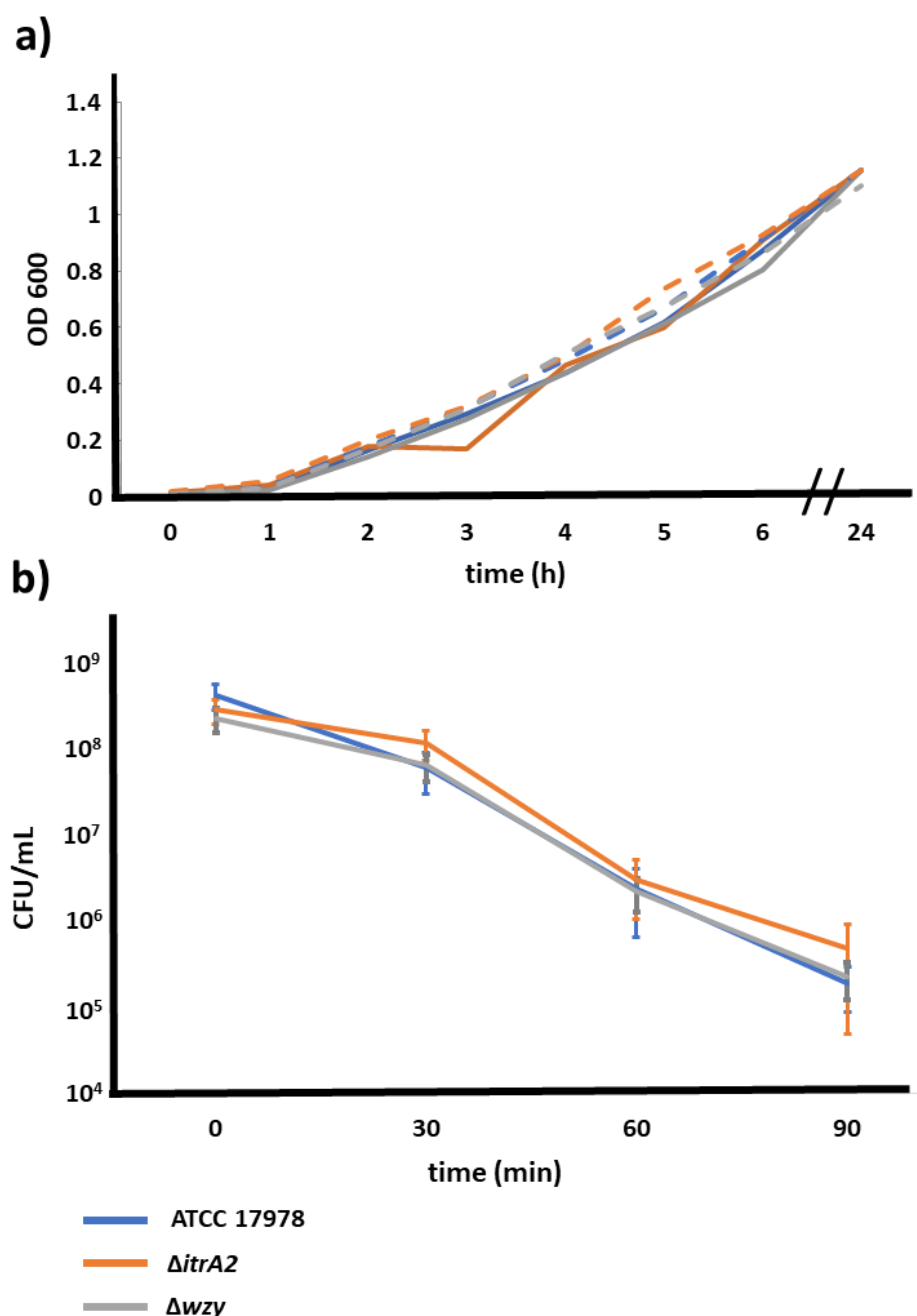 a)
1.4
1.2
1
0.8
0.6
0.4
0.2
0
OD 600
0 1 2 3 4 5 6 24
time (h)
b)
10⁹
10⁸
10⁷
10⁶
10⁵
10⁴
CFU/mL
0 30 60 90
time (min)
ATCC 17978
ΔitrA2
Δwzy